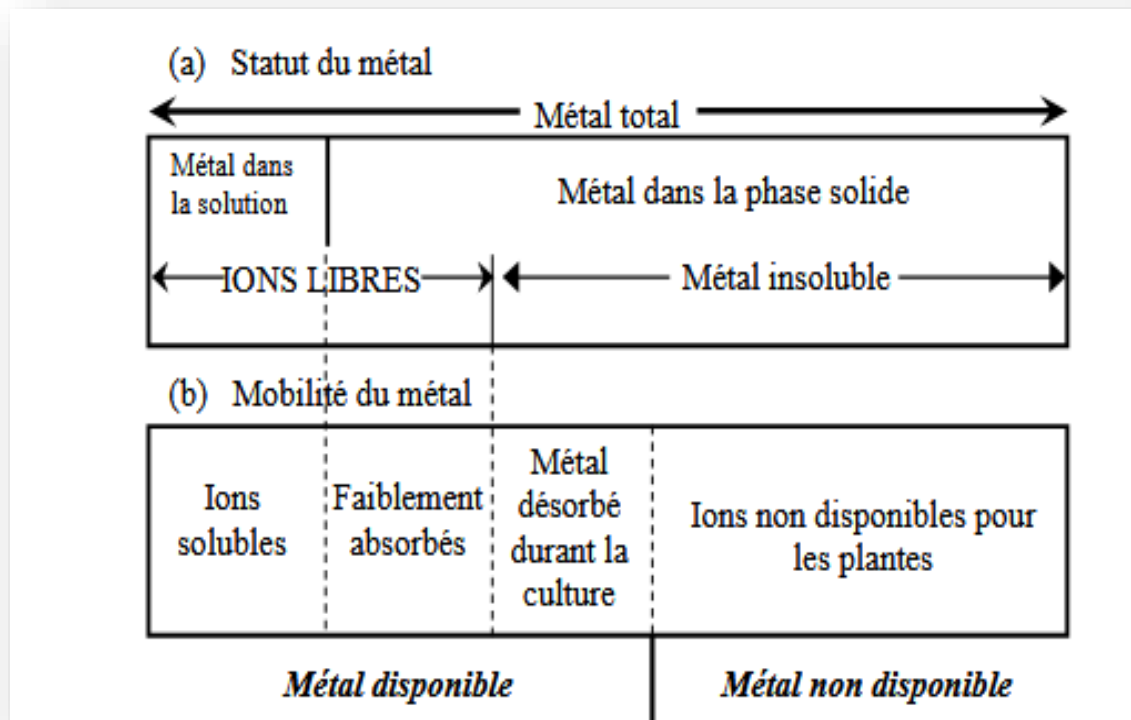 (a) Statut du métal
Métal total
Métal dans
la solution
Métal dans la phase solide
IONS LIBRES
Métal insoluble
(b) Mobilité du métal
Ions
solubles
Faiblement
absorbés
Métal
désorbé
durant la
culture
Ions non disponibles pour
les plantes
Métal disponible
Métal non disponible